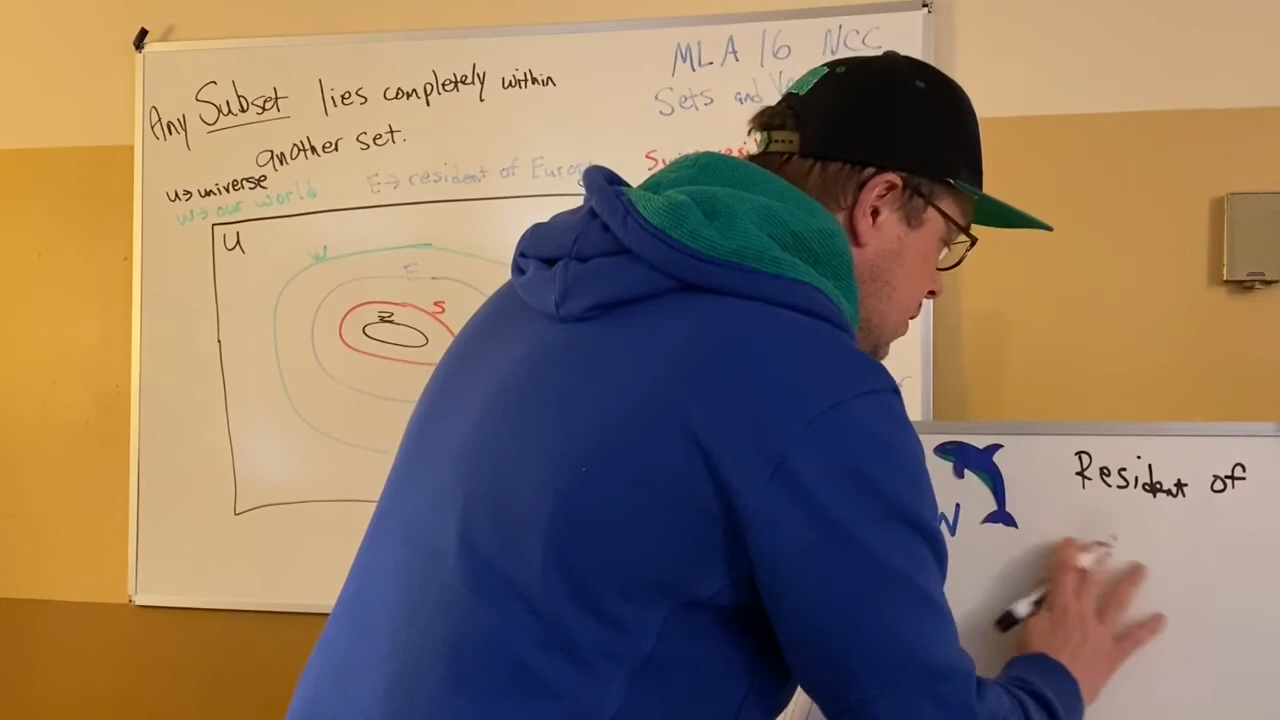 MLA 16 NCC
Any Subset lies completely within
another set.
Sets and
U→universe
E→ resident of Europ
W→ our world
U
W
E
S
Z
Resident of
W